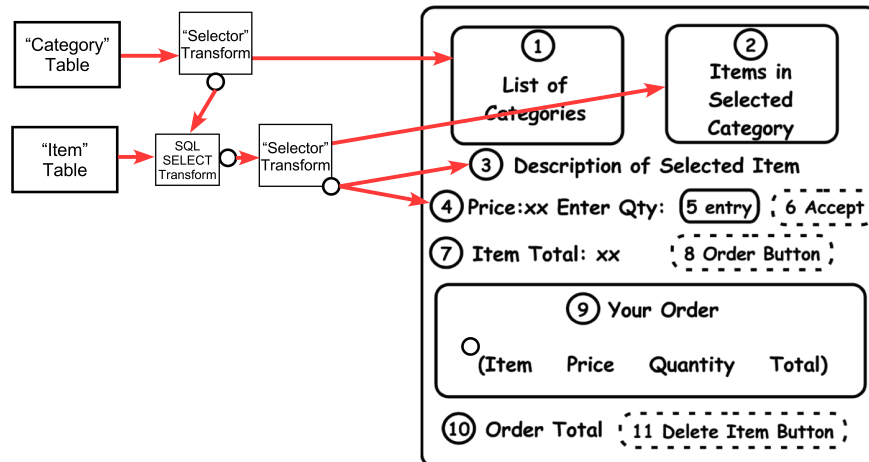 “Category”
Table
“Selector”
Transform
1
List of
Categories
2
Items in
Selected
Category
“Item”
Table
SQL
SELECT
Transform
“Selector”
Transform
3 Description of Selected Item
4 Price:xx Enter Qty: 5 entry 6 Accept
7 Item Total: xx 8 Order Button
9 Your Order
(Item Price Quantity Total)
10 Order Total 11 Delete Item Button